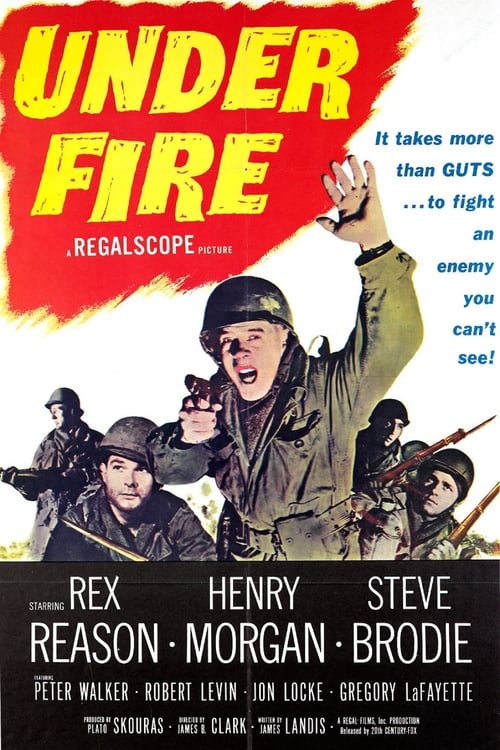 UNDER
FIRE
A REGALSCOPE PICTURE
It takes more
than GUTS
...to fight
an
enemy
you
can't
see!
STARRING REX HENRY STEVE
REASON · MORGAN · BRODIE
FEATURING
PETER WALKER · ROBERT LEVIN · JON LOCKE · GREGORY LaFAYETTE
PRODUCED BY PLATO SKOURAS DIRECTED BY JAMES B. CLARK WRITTEN BY JAMES LANDIS A REGAL FILMS, Inc. PRODUCTION
Released by 20th CENTURY-FOX